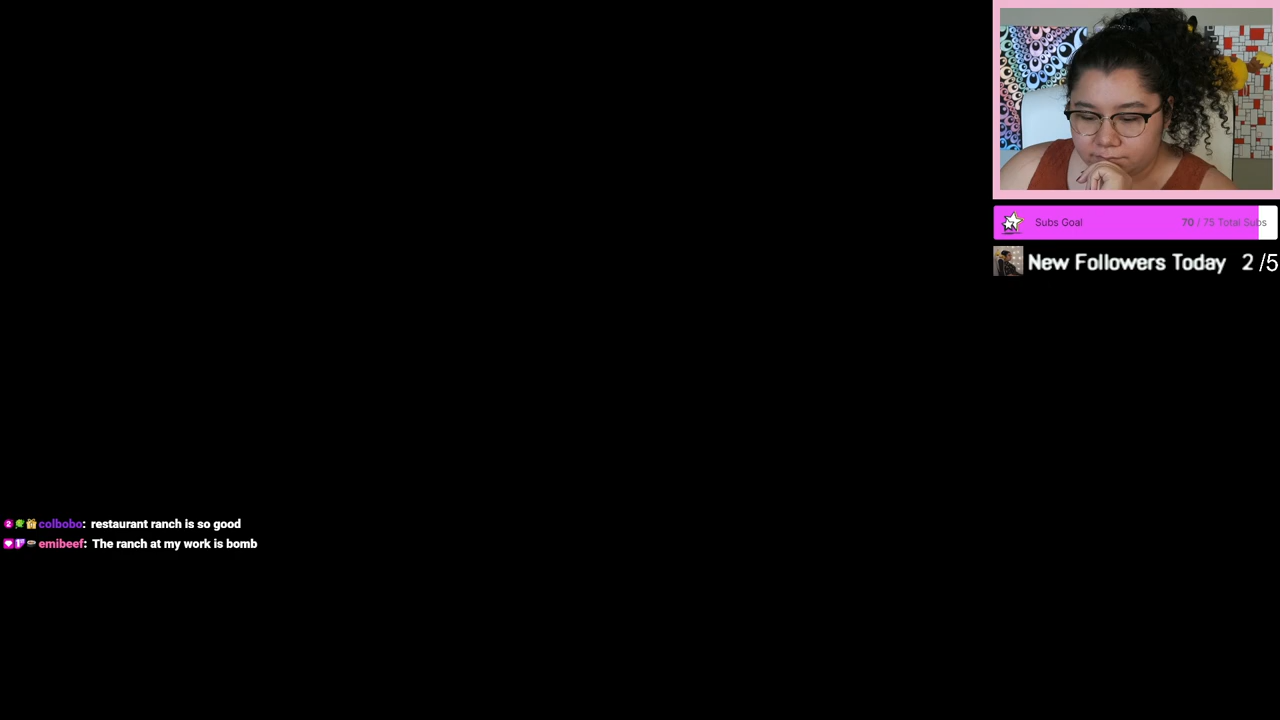 Subs Goal 70 / 75 Total Subs
New Followers Today 2 /5
colbobo: restaurant ranch is so good
emibeef: The ranch at my work is bomb